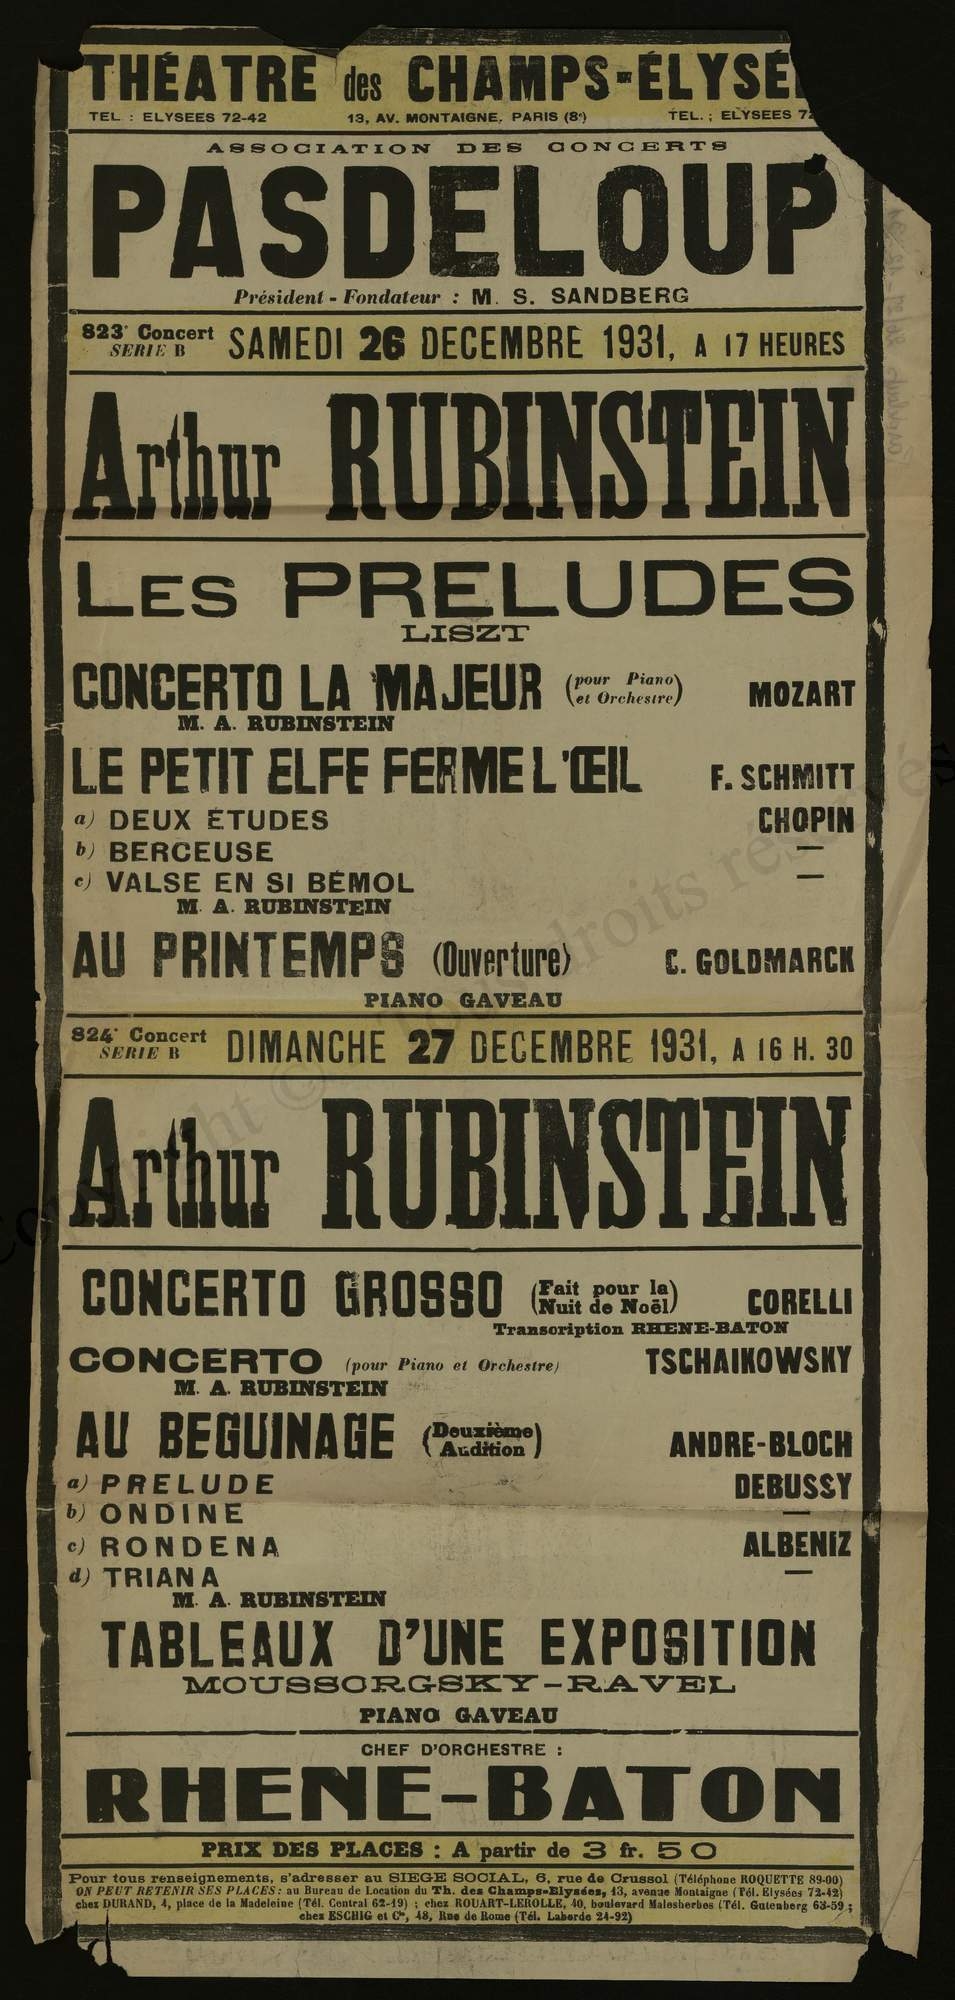 THÉATRE des CHAMPS-ÉLYSÉE
TEL : ELYSEES 72-42 13, AV. MONTAIGNE, PARIS (8e) TEL. ; ELYSEES 72
ASSOCIATION DES CONCERTS
PASDELOUP
Président - Fondateur : M. S. SANDBERG
823e Concert SERIE B SAMEDI 26 DECEMBRE 1931, A 17 HEURES
Arthur RUBINSTEIN
LES PRELUDES
LISZT
CONCERTO LA MAJEUR (pour Piano et Orchestre) MOZART
M. A. RUBINSTEIN
LE PETIT ELFE FERME L'ŒIL F. SCHMITT
a) DEUX ÉTUDES CHOPIN
b) BERCEUSE —
c) VALSE EN SI BÉMOL —
M. A. RUBINSTEIN
AU PRINTEMPS (Ouverture) C. GOLDMARCK
PIANO GAVEAU
824e Concert SERIE B DIMANCHE 27 DECEMBRE 1931, A 16 H. 30
Arthur RUBINSTEIN
CONCERTO GROSSO (Fait pour la Nuit de Noël) CORELLI
Transcription RHENE-BATON
CONCERTO (pour Piano et Orchestre) TSCHAIKOWSKY
M. A. RUBINSTEIN
AU BEGUINAGE (Deuxième Audition) ANDRE-BLOCH
a) PRELUDE DEBUSSY
b) ONDINE —
c) RONDENA ALBENIZ
d) TRIANA —
M. A. RUBINSTEIN
TABLEAUX D'UNE EXPOSITION
MOUSSORGSKY-RAVEL
PIANO GAVEAU
CHEF D'ORCHESTRE :
RHENE-BATON
PRIX DES PLACES : A partir de 3 fr. 50
Pour tous renseignements, s'adresser au SIEGE SOCIAL, 6, rue de Crussol (Téléphone ROQUETTE 89-00)
ON PEUT RETENIR SES PLACES : au Bureau de Location du Th. des Champs-Elysées, 13, avenue Montaigne (Tél. Elysées 72-42)
chez DURAND, 4, place de la Madeleine (Tél. Central 62-19) ; chez ROUART-LEROLLE, 40, boulevard Malesherbes (Tél. Gutenberg 63-59 ;
chez ESCHIG et Cie, 48, Rue de Rome (Tél. Laborde 24-92)
Copyright © Tous droits réservés